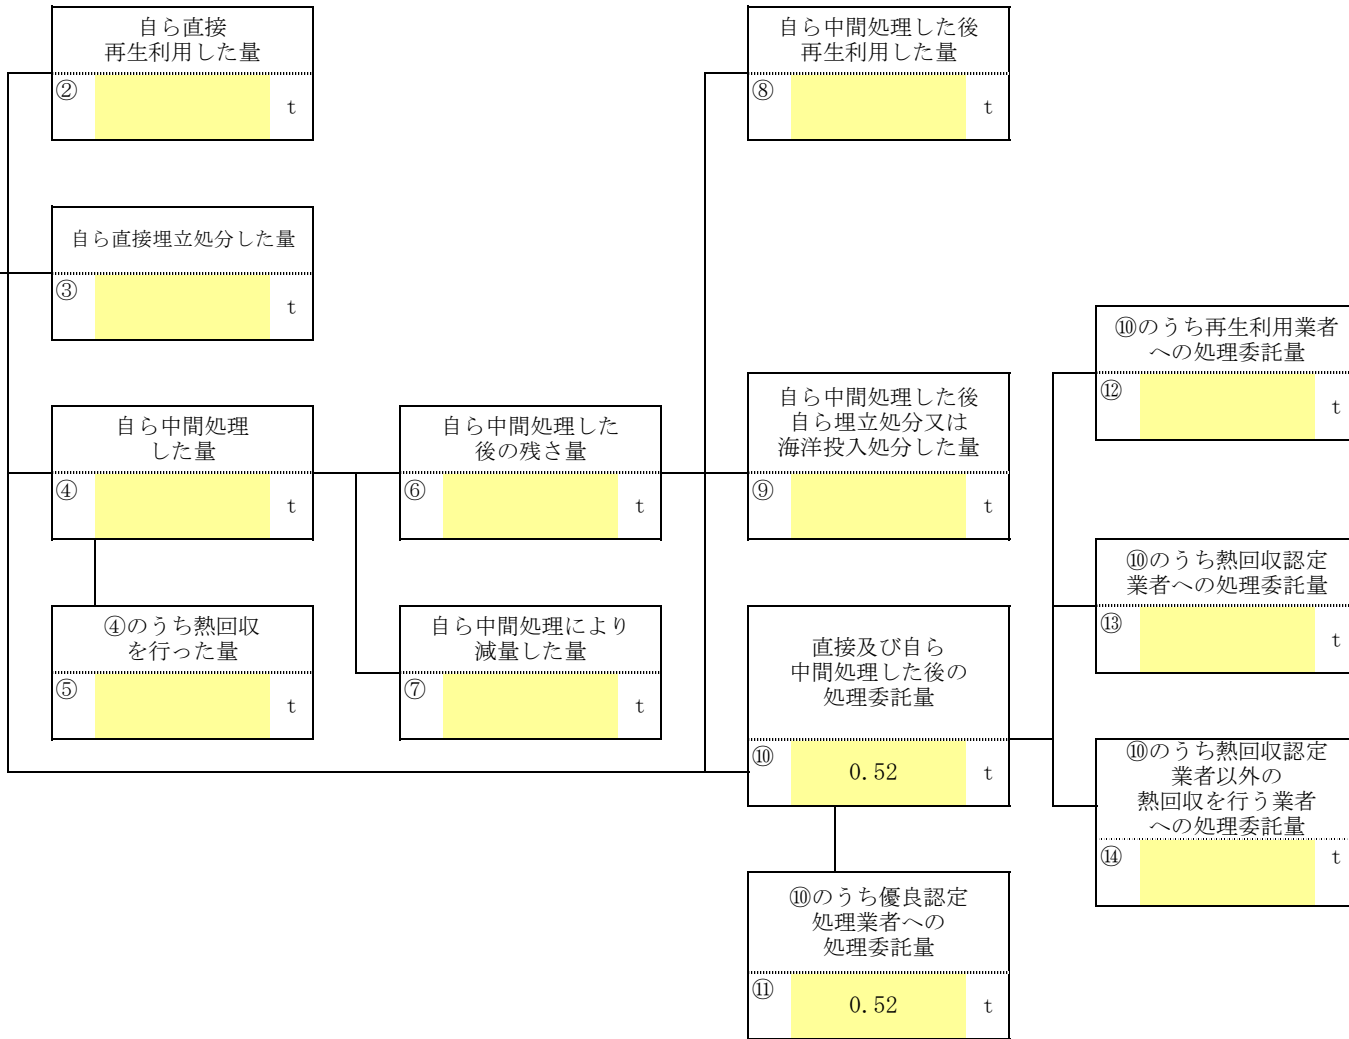 自ら直接
再生利用した量
②
t
自ら直接埋立処分した量
③
t
自ら中間処理
した量
④
t
④のうち熱回収
を行った量
⑤
t
自ら中間処理した
後の残さ量
⑥
t
自ら中間処理により
減量した量
⑦
t
自ら中間処理した後
再生利用した量
⑧
t
自ら中間処理した後
自ら埋立処分又は
海洋投入処分した量
⑨
t
直接及び自ら
中間処理した後の
処理委託量
⑩
0.52
t
⑩のうち優良認定
処理業者への
処理委託量
⑪
0.52
t
⑩のうち再生利用業者
への処理委託量
⑫
t
⑩のうち熱回収認定
業者への処理委託量
⑬
t
⑩のうち熱回収認定
業者以外の
熱回収を行う業者
への処理委託量
⑭
t